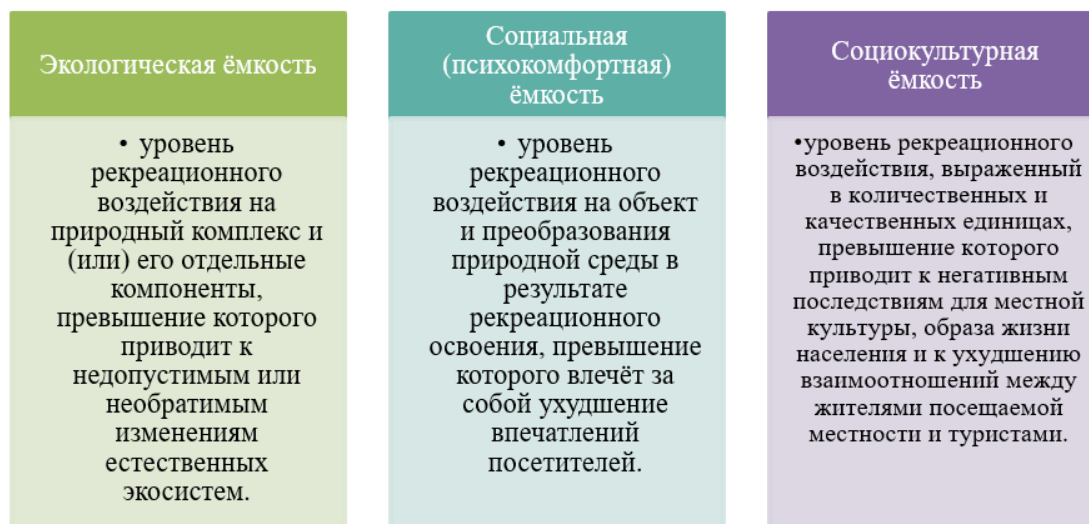 Экологическая ёмкость
• уровень
рекреационного
воздействия на
природный комплекс и
(или) его отдельные
компоненты,
превышение которого
приводит к
недопустимым или
необратимым
изменениям
естественных
экосистем.
Социальная
(психокомфортная)
ёмкость
• уровень
рекреационного
воздействия на объект
и преобразования
природной среды в
результате
рекреационного
освоения, превышение
которого влечёт за
собой ухудшение
впечатлений
посетителей.
Социокультурная
ёмкость
•уровень рекреационного
воздействия, выраженный
в количественных и
качественных единицах,
превышение которого
приводит к негативным
последствиям для местной
культуры, образа жизни
населения и к ухудшению
взаимоотношений между
жителями посещаемой
местности и туристами.